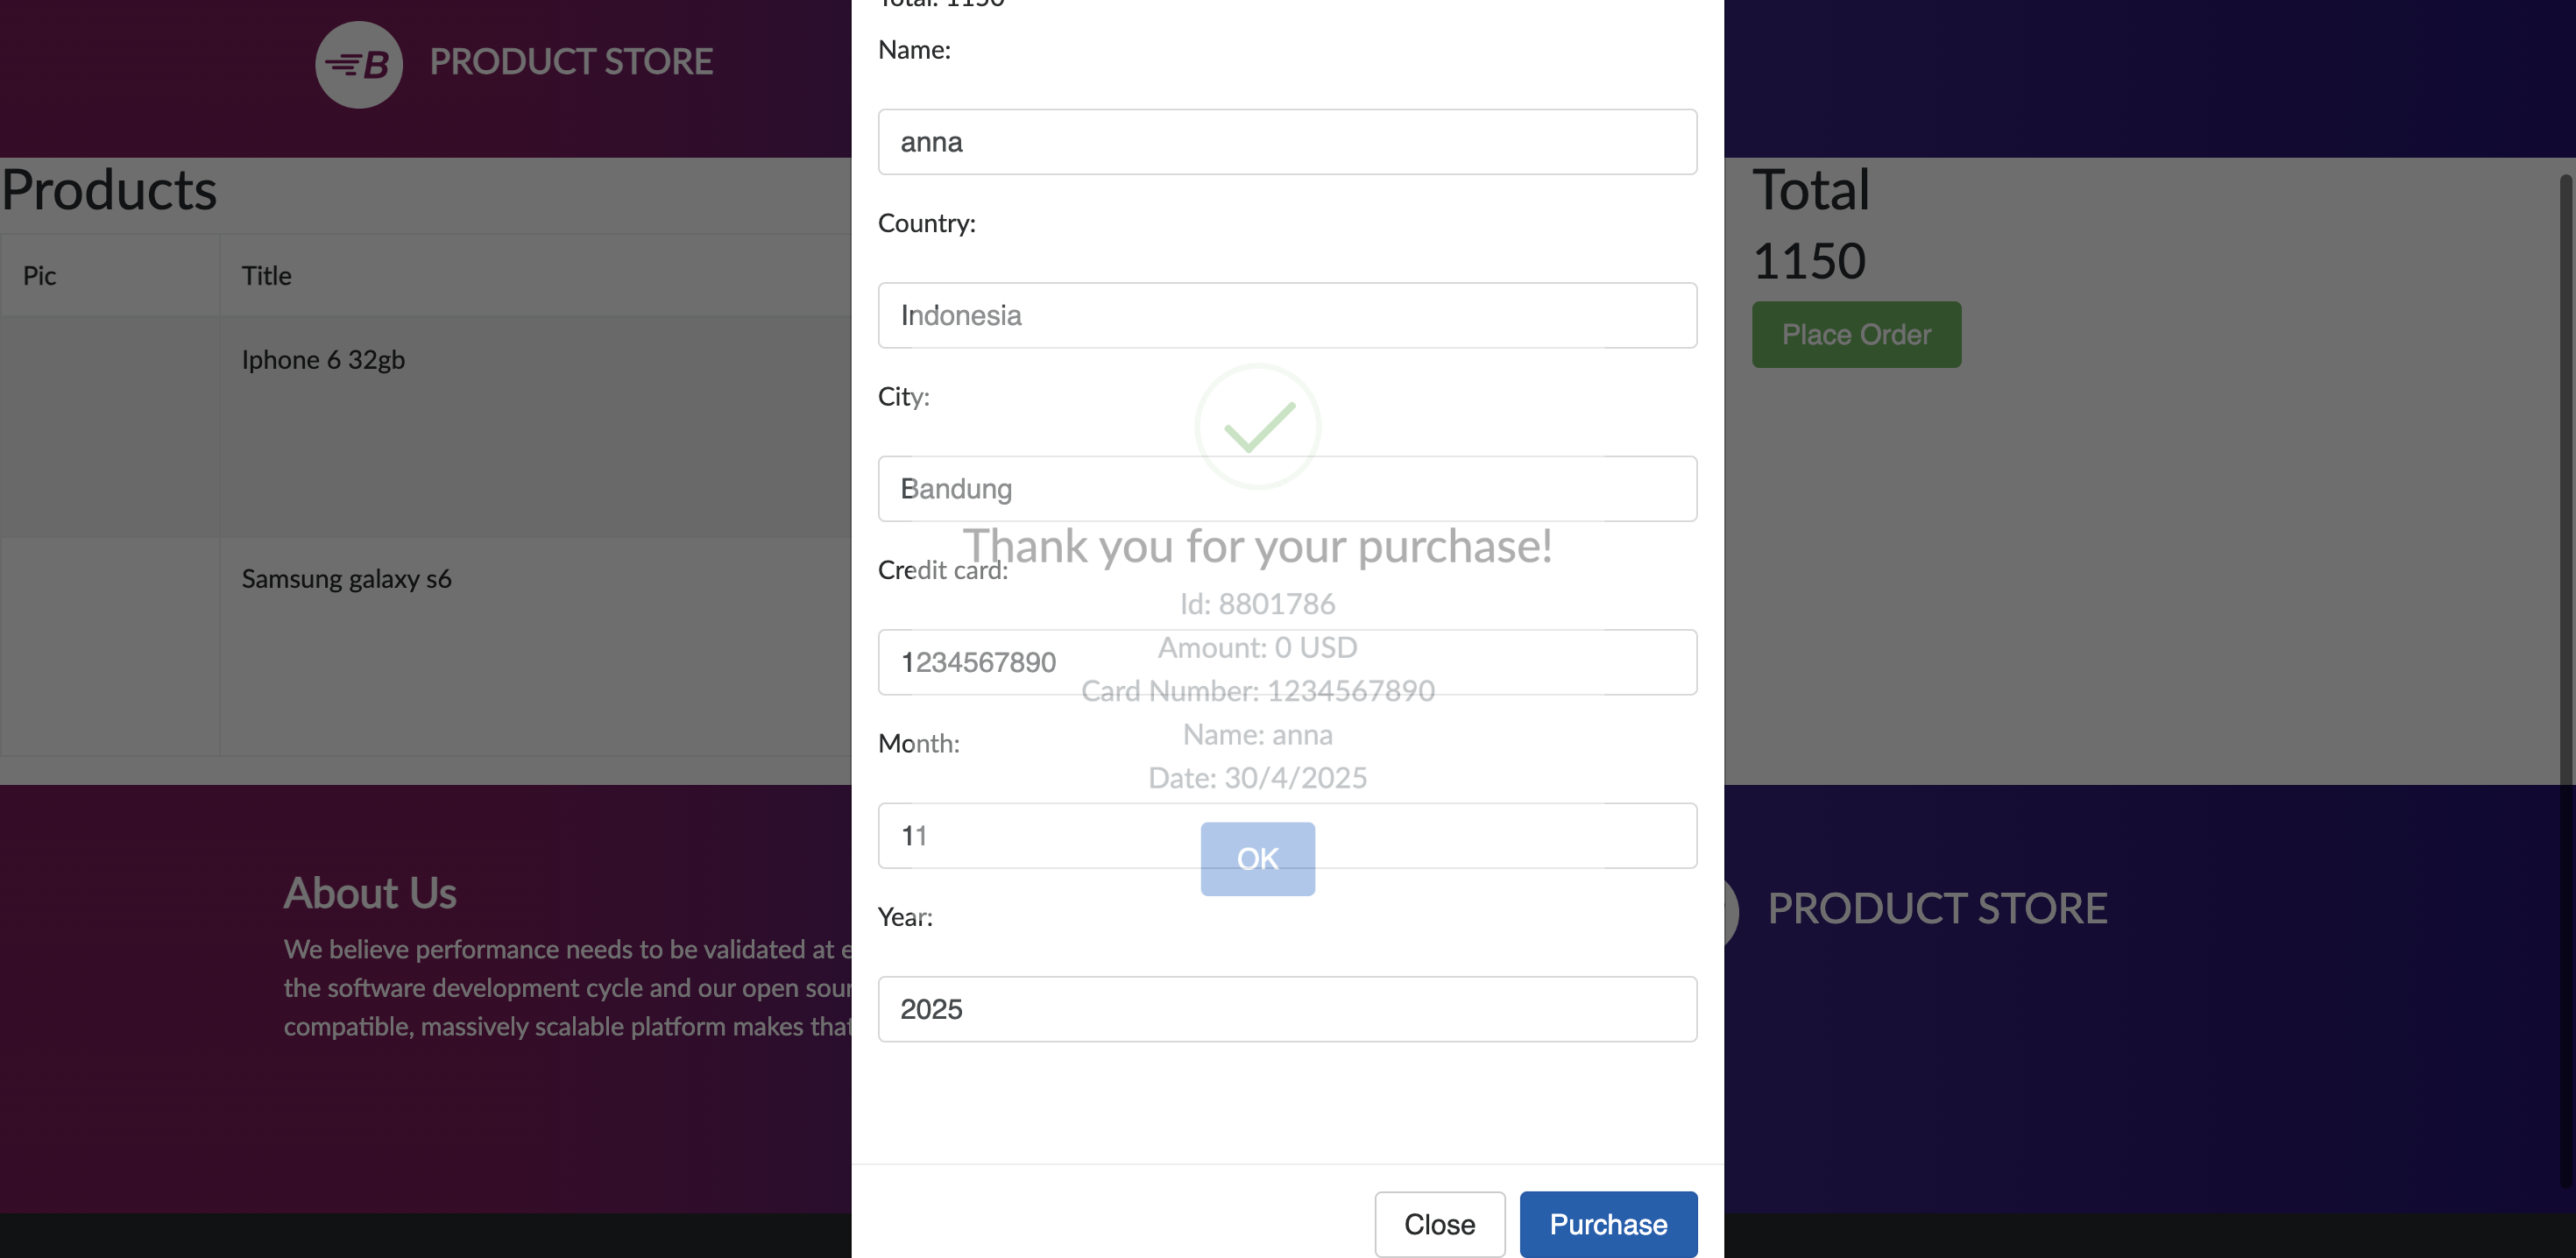 Total: 1150
B PRODUCT STORE
Name:
anna
Products
Total
Country:
1150
Pic
Title
Indonesia
Place Order
Iphone 6 32gb
City:
Bandung
Thank you for your purchase!
Credit card:
Samsung galaxy s6
Id: 8801786
Amount: 0 USD
1234567890
Card Number: 1234567890
Name: anna
Month:
Date: 30/4/2025
11
OK
About Us
Year:
PRODUCT STORE
We believe performance needs to be validated at
the software development cycle and our open
compatible, massively scalable platform makes
2025
Close
Purchase